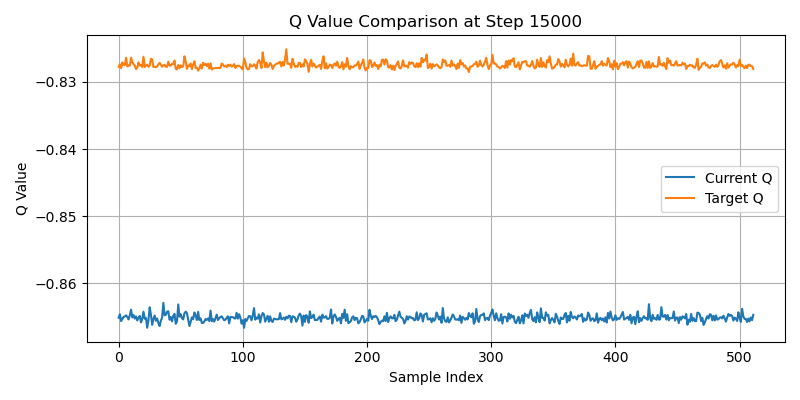 Q Value Comparison at Step 15000
Q Value
−0.83
−0.84
−0.85
−0.86
Current Q
Target Q
0
100
200
300
400
500
Sample Index